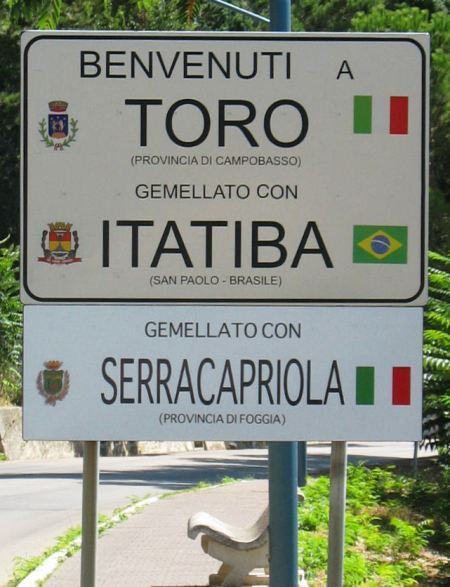 BENVENUTI A
TORO
(PROVINCIA DI CAMPOBASSO)
GEMELLATO CON
ITATIBA
(SAN PAOLO - BRASILE)
GEMELLATO CON
SERRACAPRIOLA
(PROVINCIA DI FOGGIA)